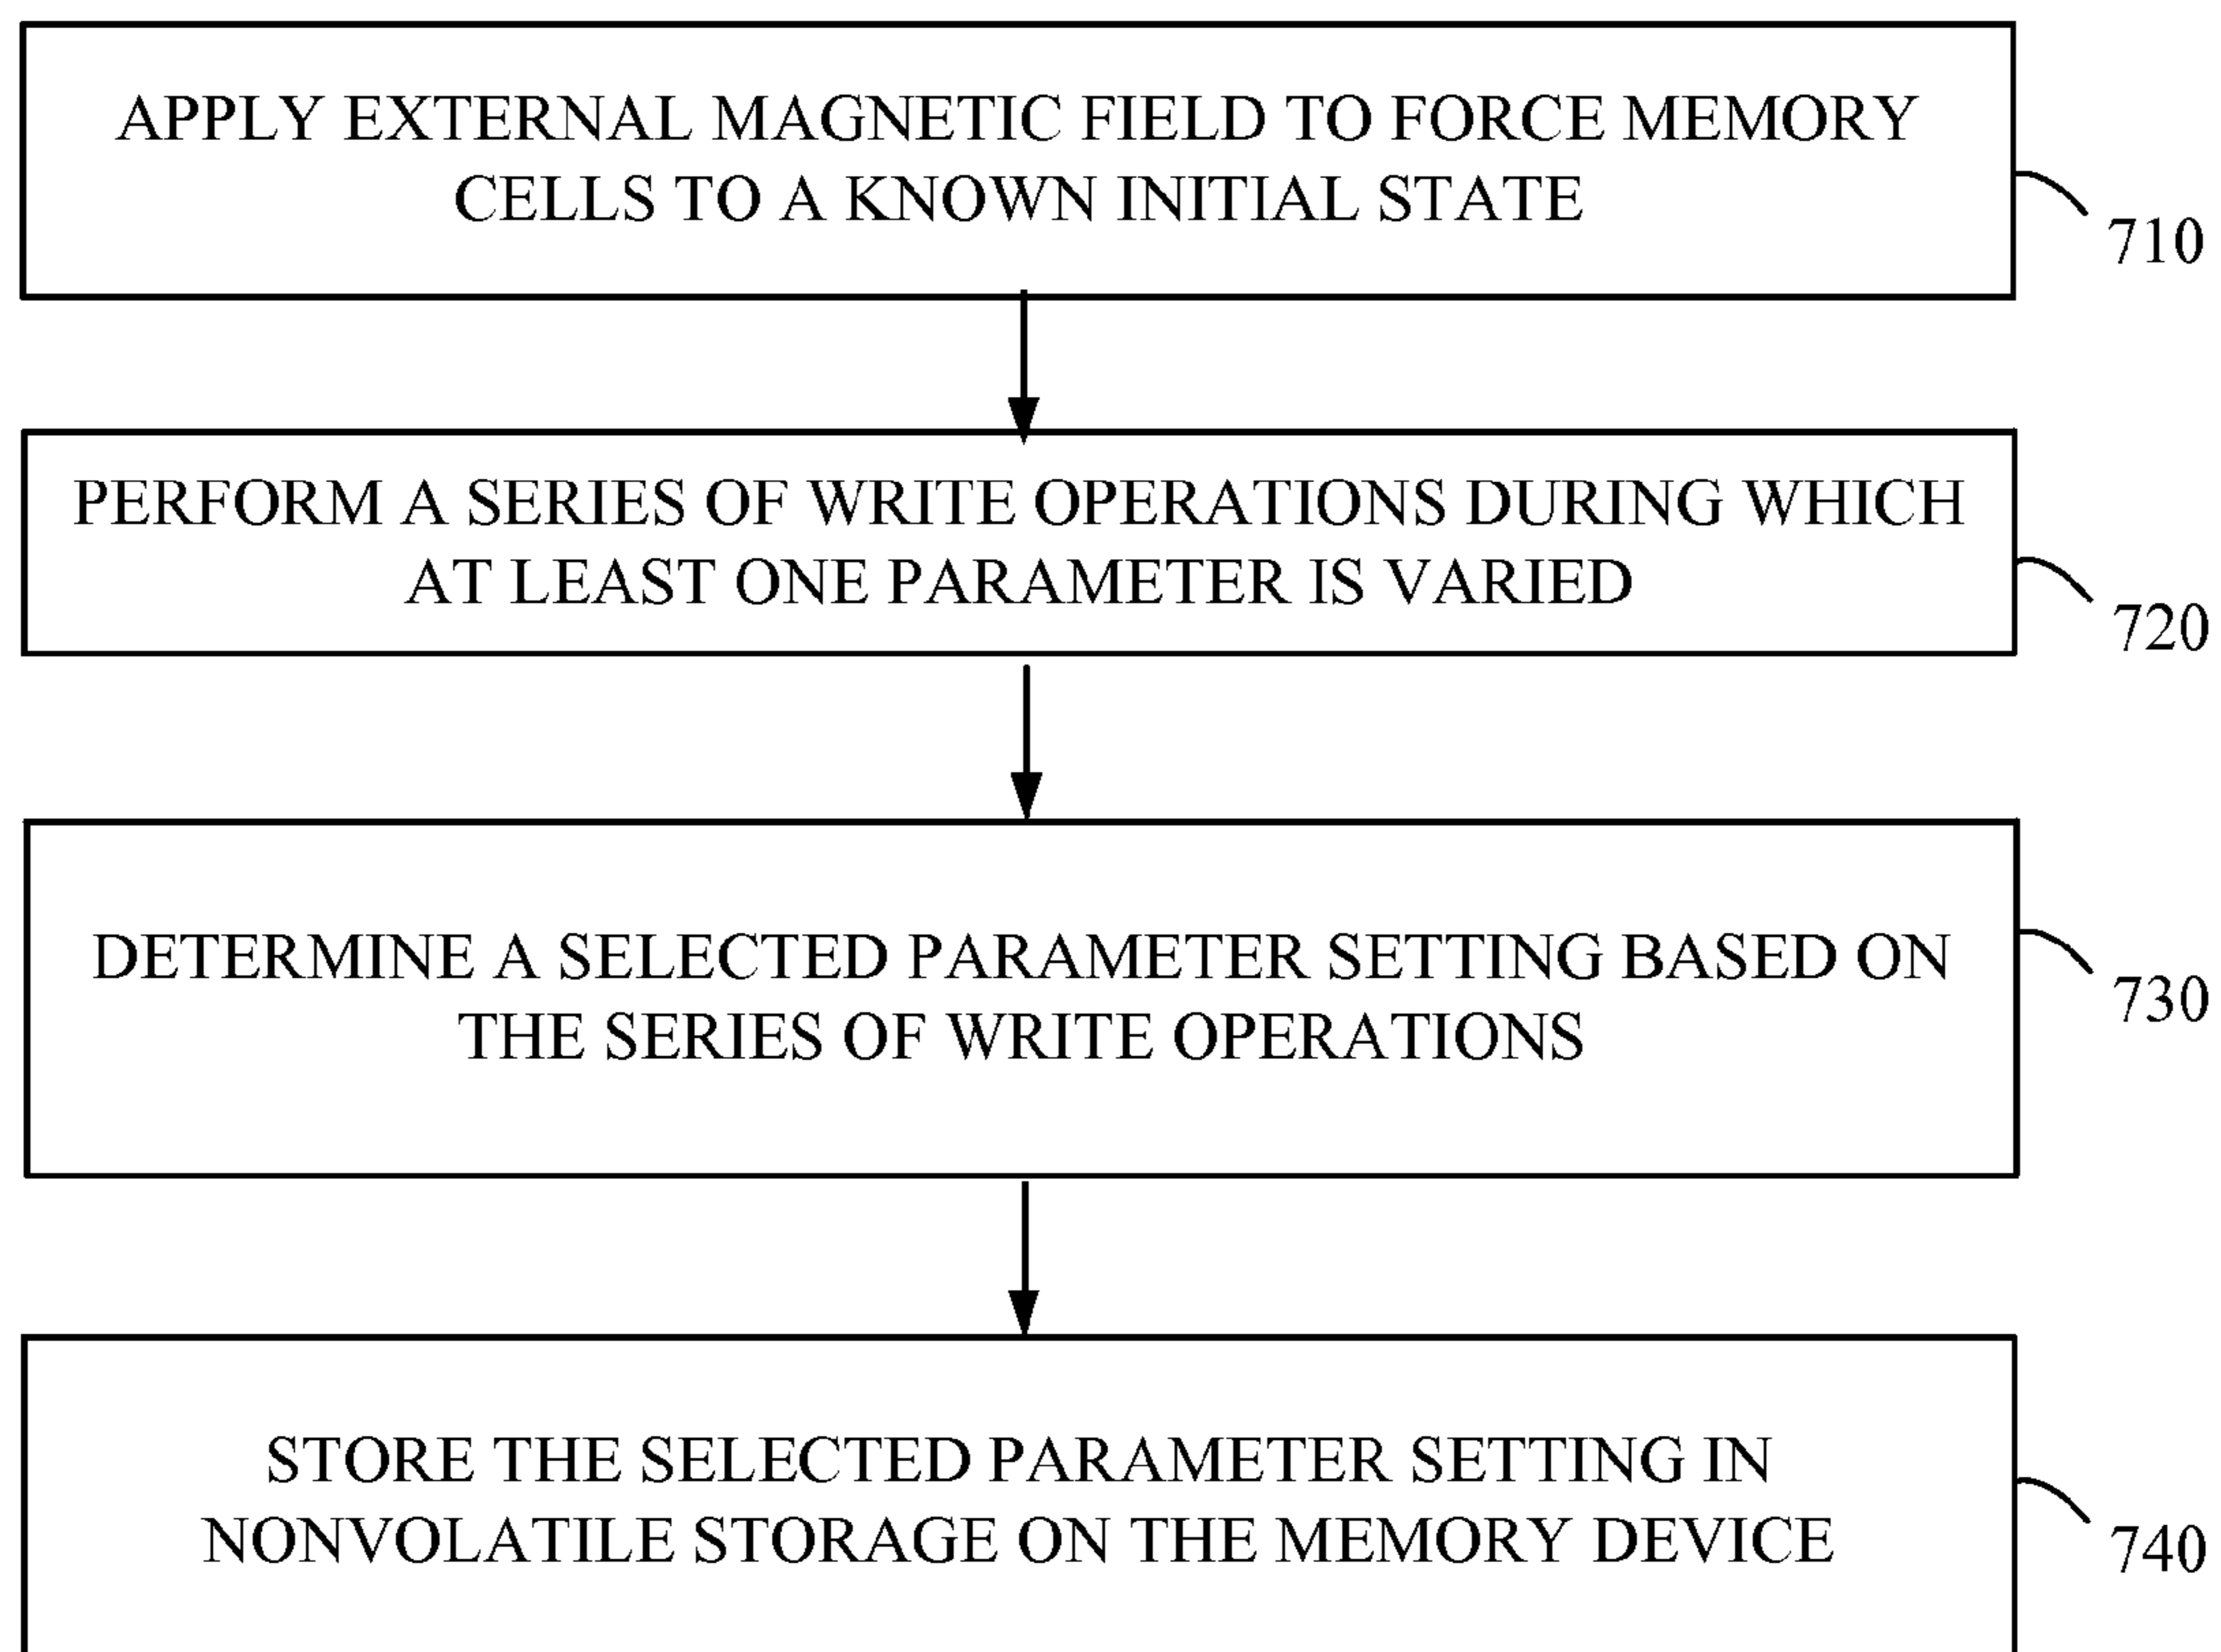 APPLY EXTERNAL MAGNETIC FIELD TO FORCE MEMORY
CELLS TO A KNOWN INITIAL STATE
710
PERFORM A SERIES OF WRITE OPERATIONS DURING WHICH
AT LEAST ONE PARAMETER IS VARIED
720
DETERMINE A SELECTED PARAMETER SETTING BASED ON
THE SERIES OF WRITE OPERATIONS
730
STORE THE SELECTED PARAMETER SETTING IN
NONVOLATILE STORAGE ON THE MEMORY DEVICE
740